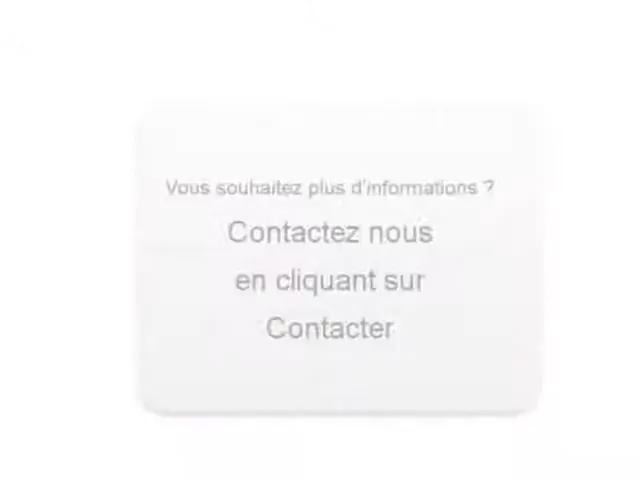 Vous souhaitez plus d'informations ?
Contactez nous
en cliquant sur
Contacter